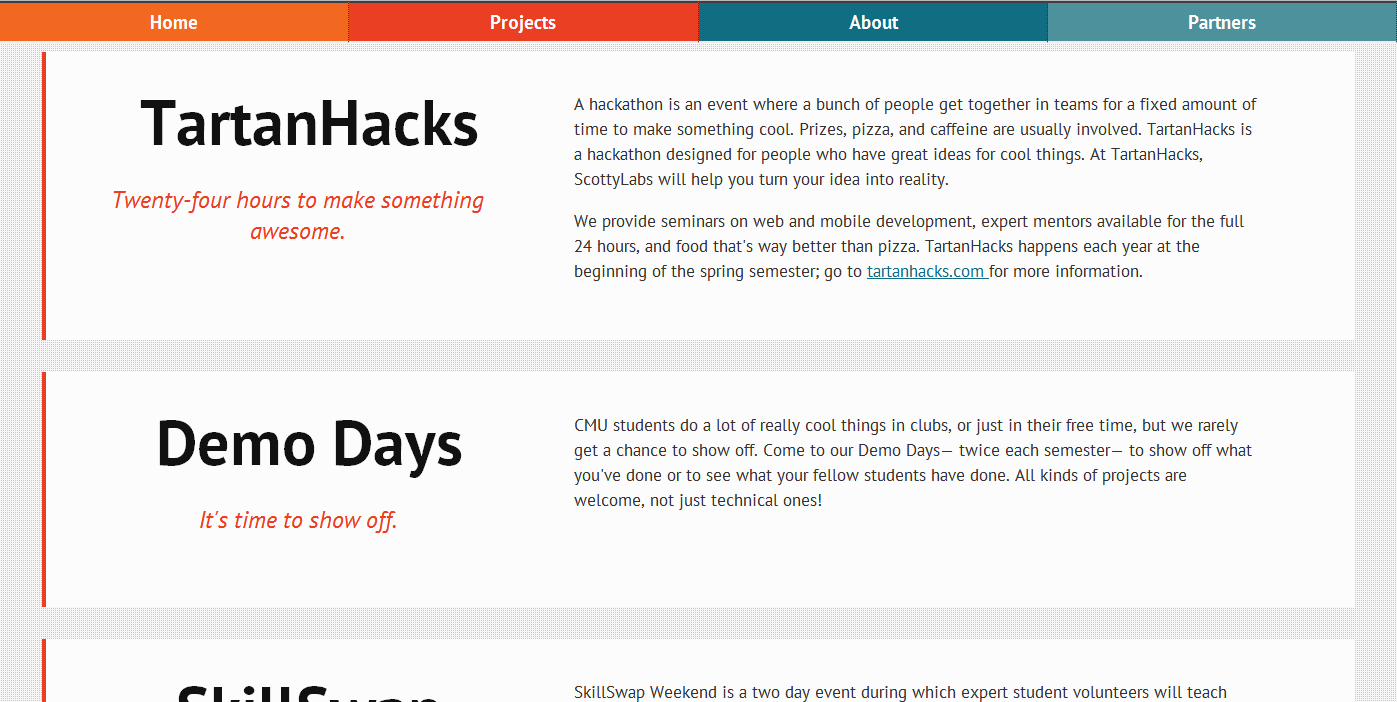 Home
Projects
About
Partners
TartanHacks
Twenty-four hours to make something
awesome.
A hackathon is an event where a bunch of people get together in teams for a fixed amount of
time to make something cool. Prizes, pizza, and caffeine are usually involved. TartanHacks is
a hackathon designed for people who have great ideas for cool things. At TartanHacks,
ScottyLabs will help you turn your idea into reality.
We provide seminars on web and mobile development, expert mentors available for the full
24 hours, and food that's way better than pizza. TartanHacks happens each year at the
beginning of the spring semester; go to tartanhacks.com for more information.
Demo Days
It's time to show off.
CMU students do a lot of really cool things in clubs, or just in their free time, but we rarely
get a chance to show off. Come to our Demo Days— twice each semester— to show off what
you've done or to see what your fellow students have done. All kinds of projects are
welcome, not just technical ones!
SkillSwap
SkillSwap Weekend is a two day event during which expert student volunteers will teach